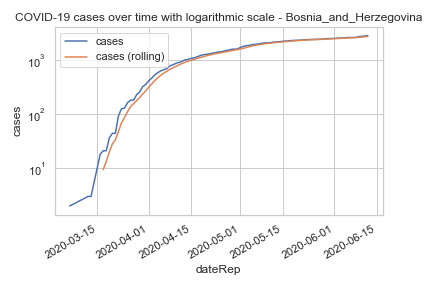 COVID-19 cases over time with logarithmic scale - Bosnia_and_Herzegovina
cases
cases (rolling)
cases
10³
10²
10¹
2020-03-15
2020-04-01
2020-04-15
2020-05-01
2020-05-15
2020-06-01
2020-06-15
dateRep